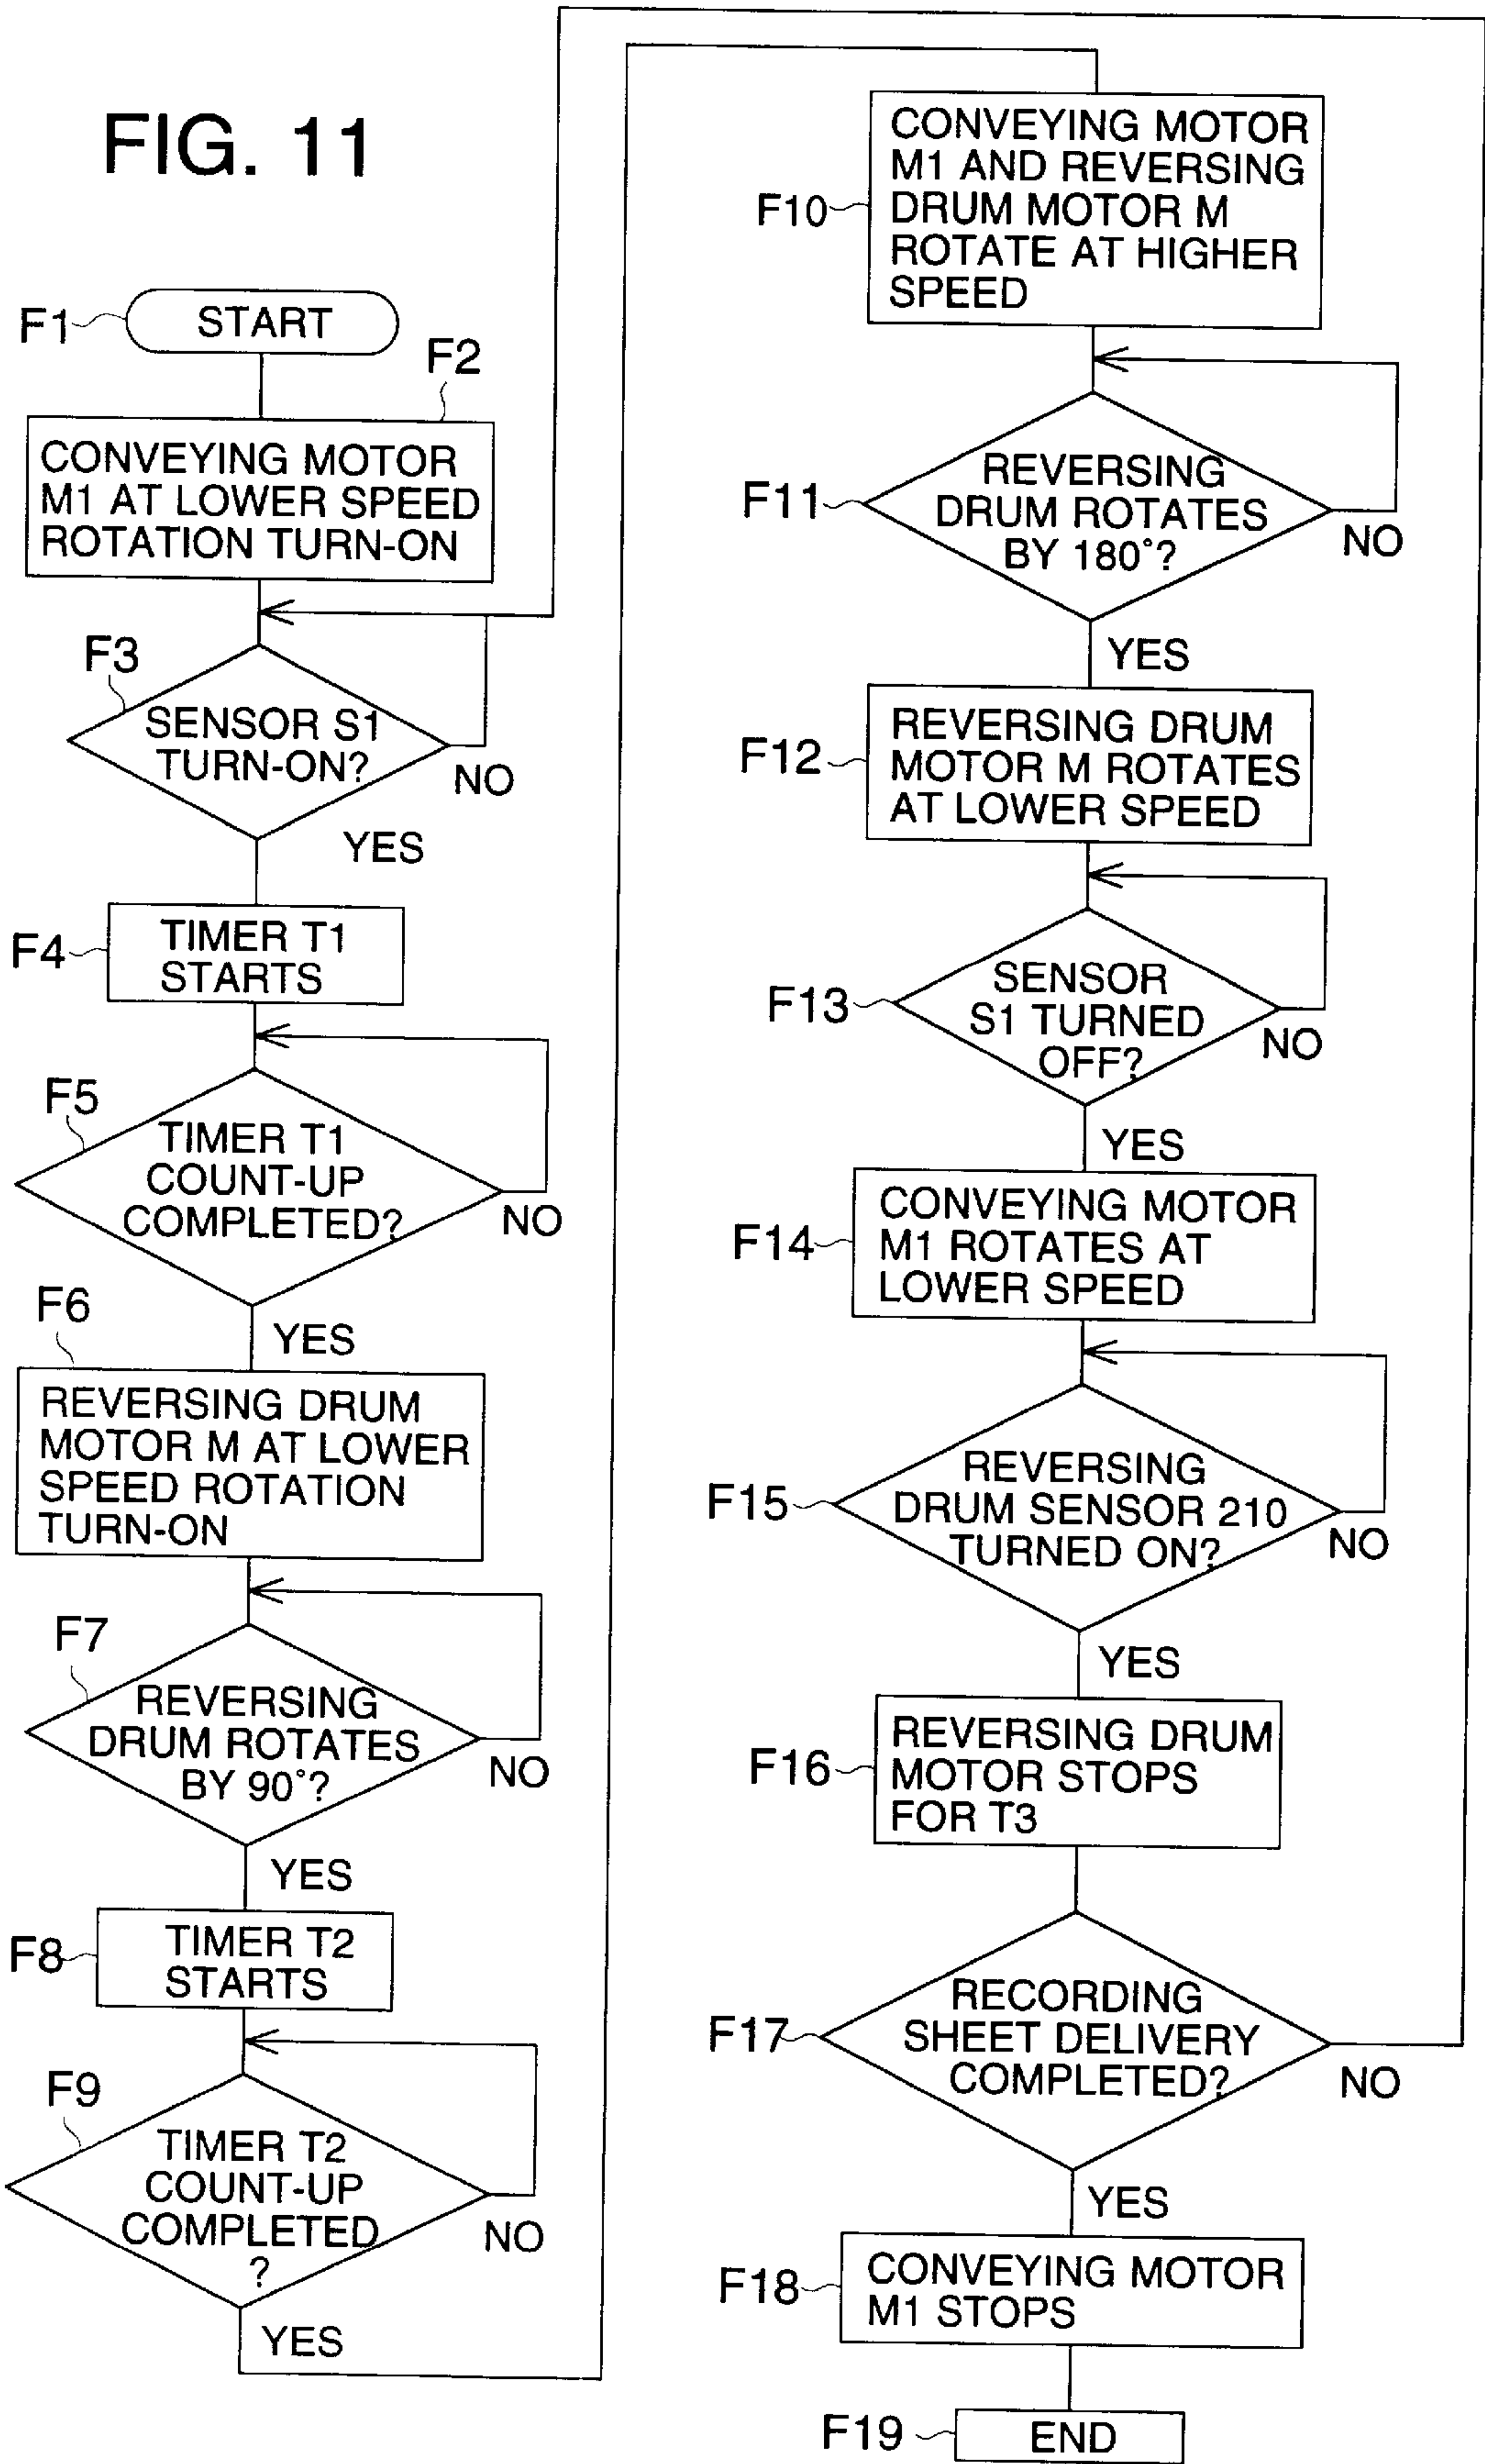 FIG. 11
F1
START
F2
CONVEYING MOTOR
M1 AT LOWER SPEED
ROTATION TURN-ON
F3
SENSOR S1
TURN-ON?
NO
YES
F4
TIMER T1
STARTS
F5
TIMER T1
COUNT-UP
COMPLETED?
NO
YES
F6
REVERSING DRUM
MOTOR M AT LOWER
SPEED ROTATION
TURN-ON
F7
REVERSING
DRUM ROTATES
BY 90°?
NO
YES
F8
TIMER T2
STARTS
F9
TIMER T2
COUNT-UP
COMPLETED
?
NO
YES
F10
CONVEYING MOTOR
M1 AND REVERSING
DRUM MOTOR M
ROTATE AT HIGHER
SPEED
F11
REVERSING
DRUM ROTATES
BY 180°?
NO
YES
F12
REVERSING DRUM
MOTOR M ROTATES
AT LOWER SPEED
F13
SENSOR
S1 TURNED
OFF?
NO
YES
F14
CONVEYING MOTOR
M1 ROTATES AT
LOWER SPEED
F15
REVERSING
DRUM SENSOR 210
TURNED ON?
NO
YES
F16
REVERSING DRUM
MOTOR STOPS
FOR T3
F17
RECORDING
SHEET DELIVERY
COMPLETED?
NO
YES
F18
CONVEYING MOTOR
M1 STOPS
F19
END